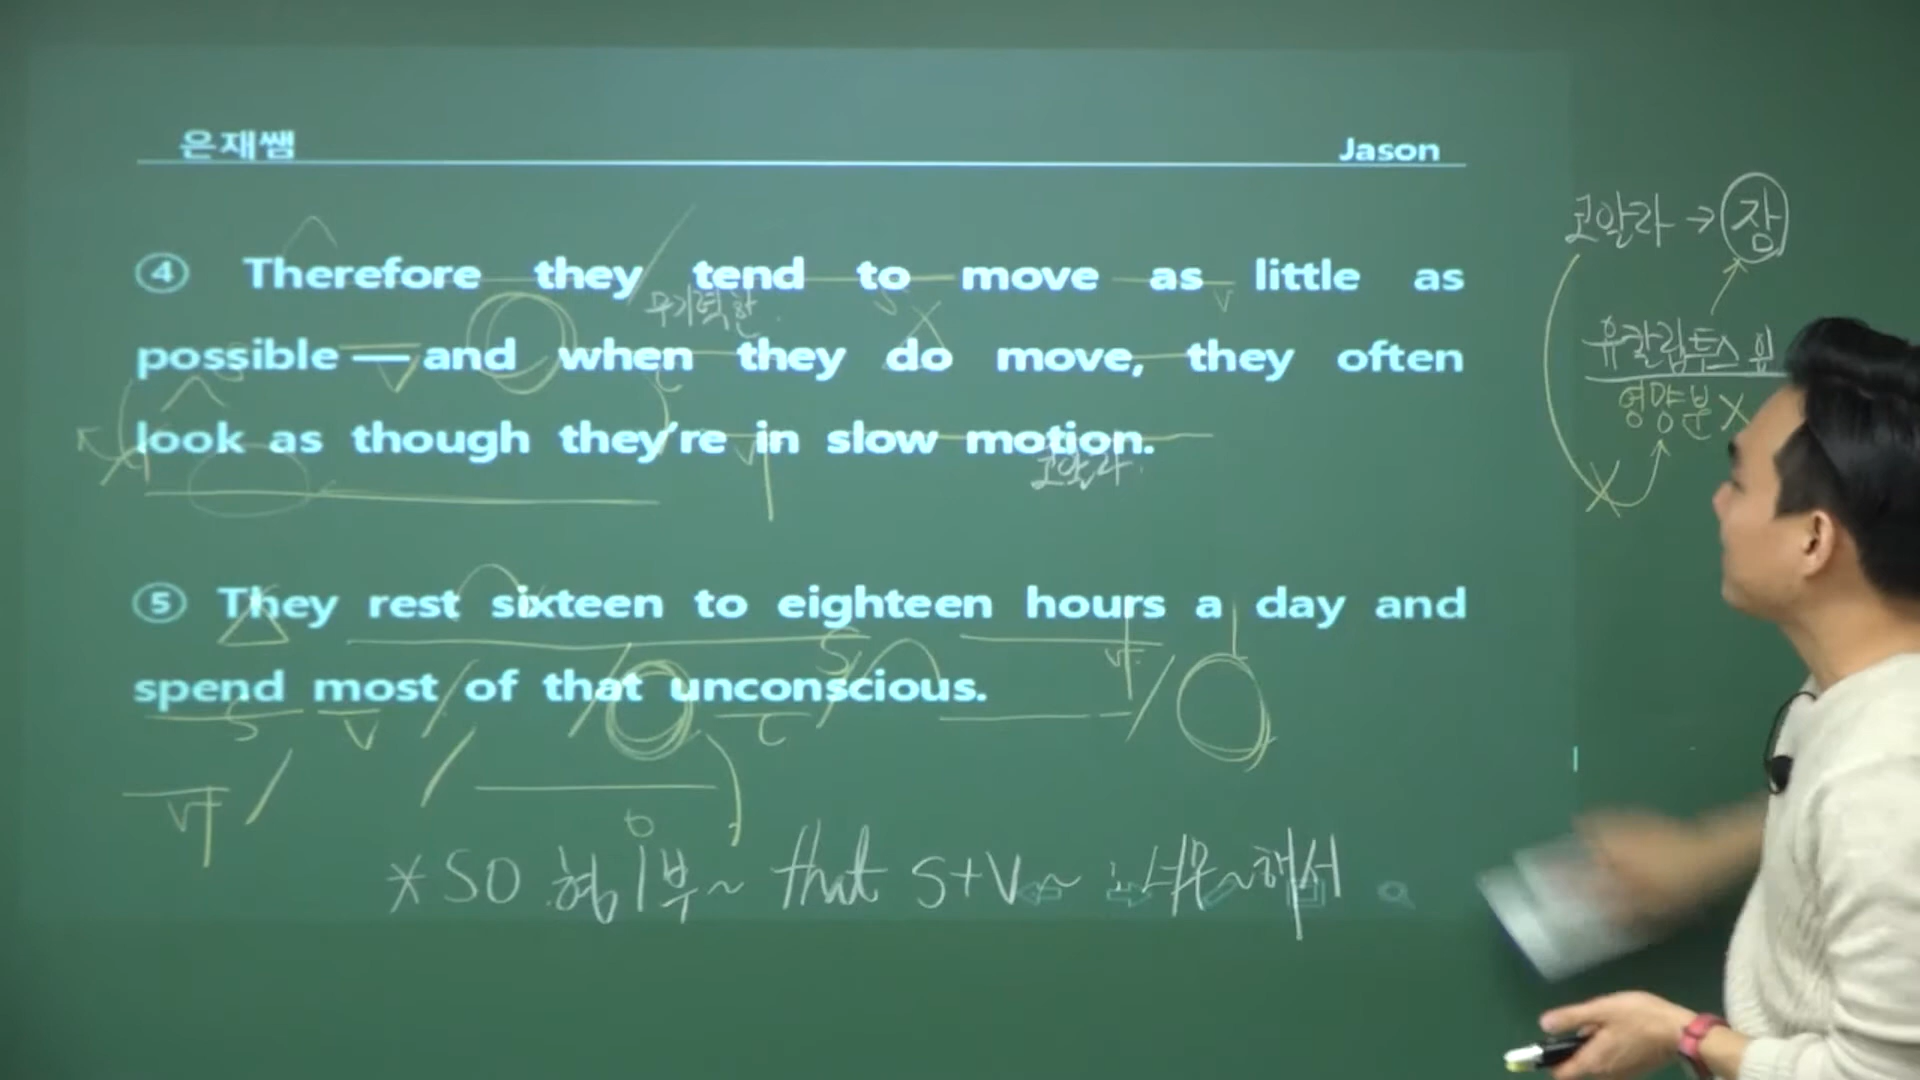 은재쌤 Jason
④ Therefore they tend to move as little as
무기력한
possible — and when they do move, they often
look as though they're in slow motion.
코알라
⑤ They rest sixteen to eighteen hours a day and
spend most of that unconscious.
*SO 형/부~ that S+V~ 너무~해서
코알라 → 잠
유칼립투스 잎
영양분 X